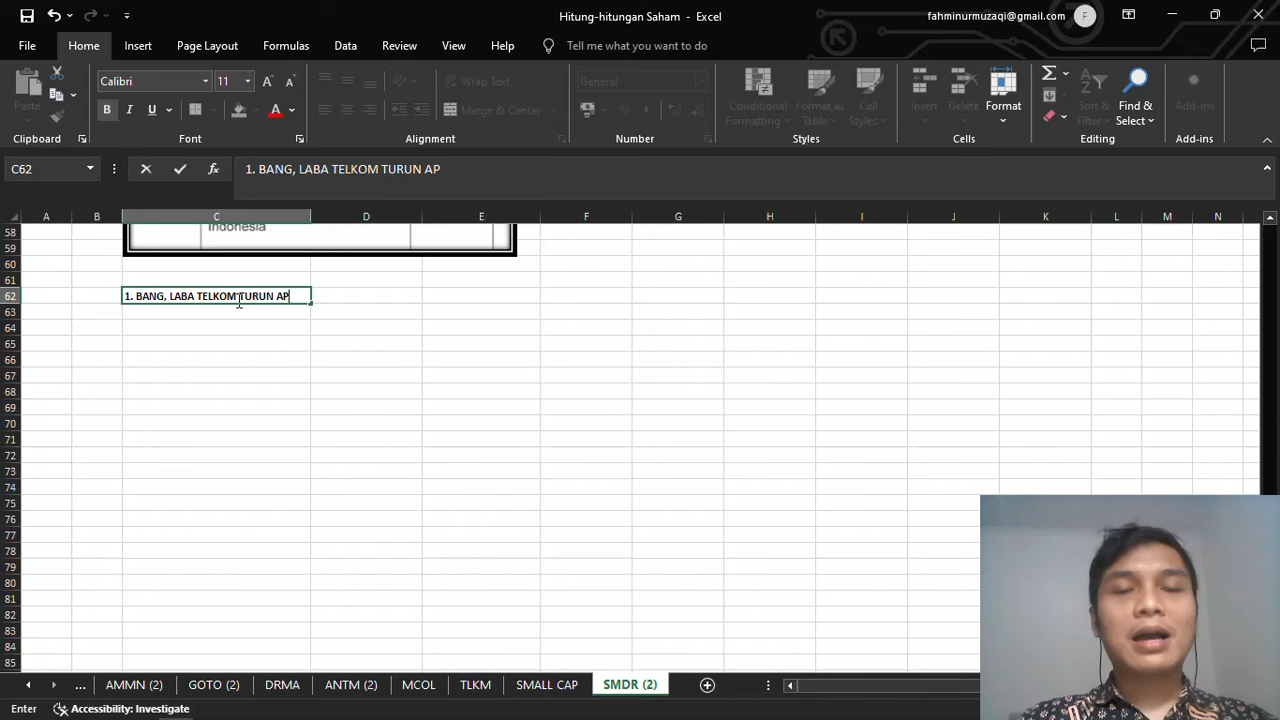 Hitung-hitungan Saham - Excel
fahminurmuzaqi@gmail.com
F
File
Home
Insert
Page Layout
Formulas
Data
Review
View
Help
Tell me what you want to do
Paste
Clipboard
Calibri
11
B I U
A A
Font
Wrap Text
Merge & Center
Alignment
General
Number
Conditional Formatting
Format as Table
Cell Styles
Styles
Insert
Delete
Format
Cells
Sort & Filter
Find & Select
Editing
Add-ins
Add-ins
C62
fx
1. BANG, LABA TELKOM TURUN AP
A B C D E F G H I J K L M N
58
Indonesia
59
60
61
62 1. BANG, LABA TELKOM TURUN AP
63
64
65
66
67
68
69
70
71
72
73
74
75
76
77
78
79
80
81
82
83
84
85
... AMMN (2) GOTO (2) DRMA ANTM (2) MCOL TLKM SMALL CAP SMDR (2)
Enter
Accessibility: Investigate